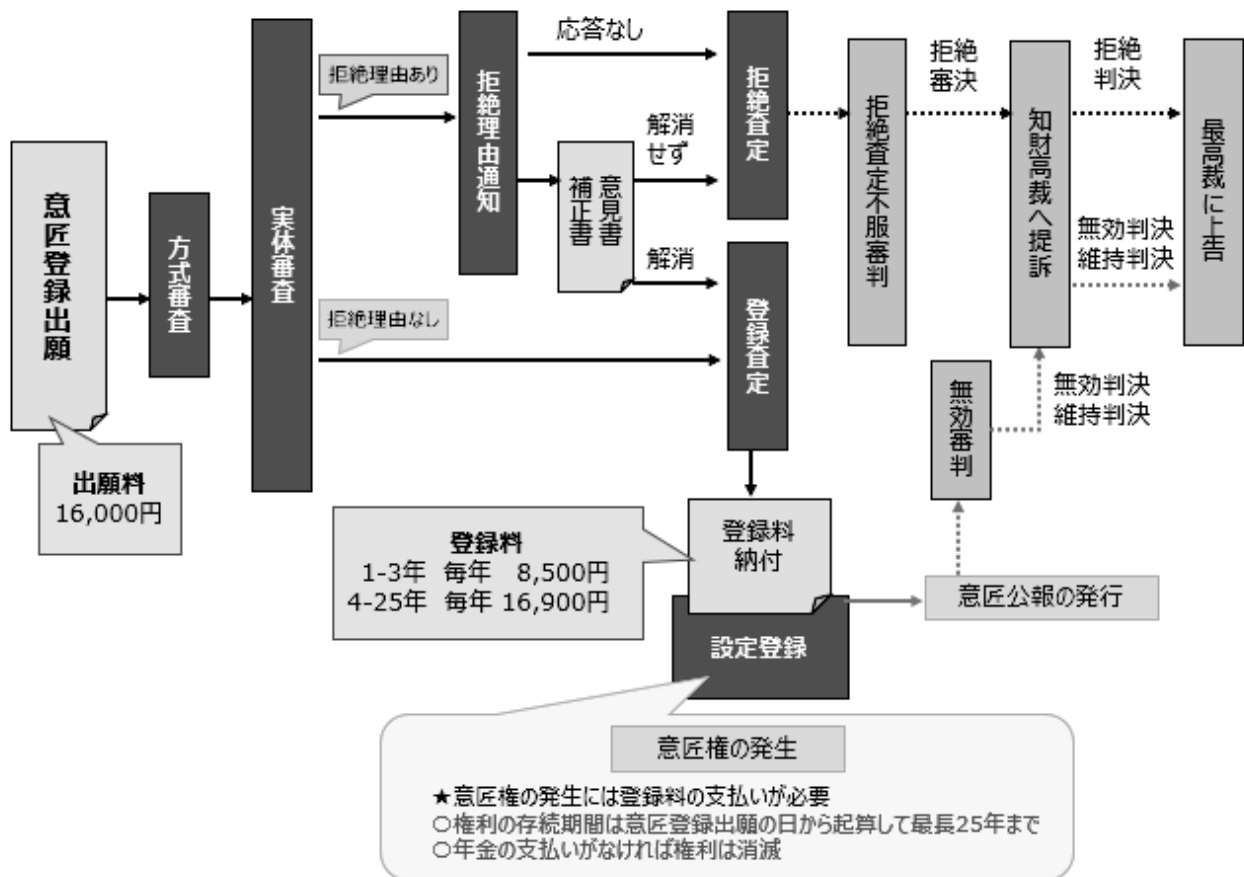 意匠登録出願
出願料
16,000円
方式審査
実体審査
拒絶理由あり
拒絶理由なし
拒絶理由通知
応答なし
意見書
補正書
解消
せず
解消
拒絶査定
登録査定
拒絶査定不服審判
拒絶
審決
知財高裁へ提訴
拒絶
判決
無効判決
維持判決
最高裁に上告
無効審判
無効判決
維持判決
登録料
1-3年 毎年 8,500円
4-25年 毎年 16,900円
登録料
納付
設定登録
意匠公報の発行
意匠権の発生
★意匠権の発生には登録料の支払いが必要
○権利の存続期間は意匠登録出願の日から起算して最長25年まで
○年金の支払いがなければ権利は消滅